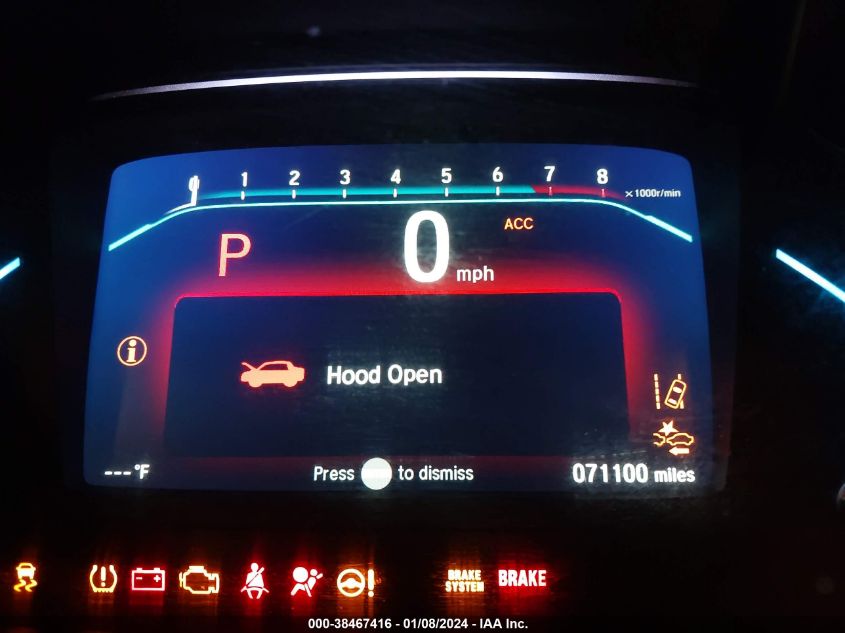 0 1 2 3 4 5 6 7 8 x1000r/min
P 0 mph ACC
Hood Open
---°F Press to dismiss 071100 miles
BRAKE SYSTEM BRAKE
000-38467416 - 01/08/2024 - IAA Inc.